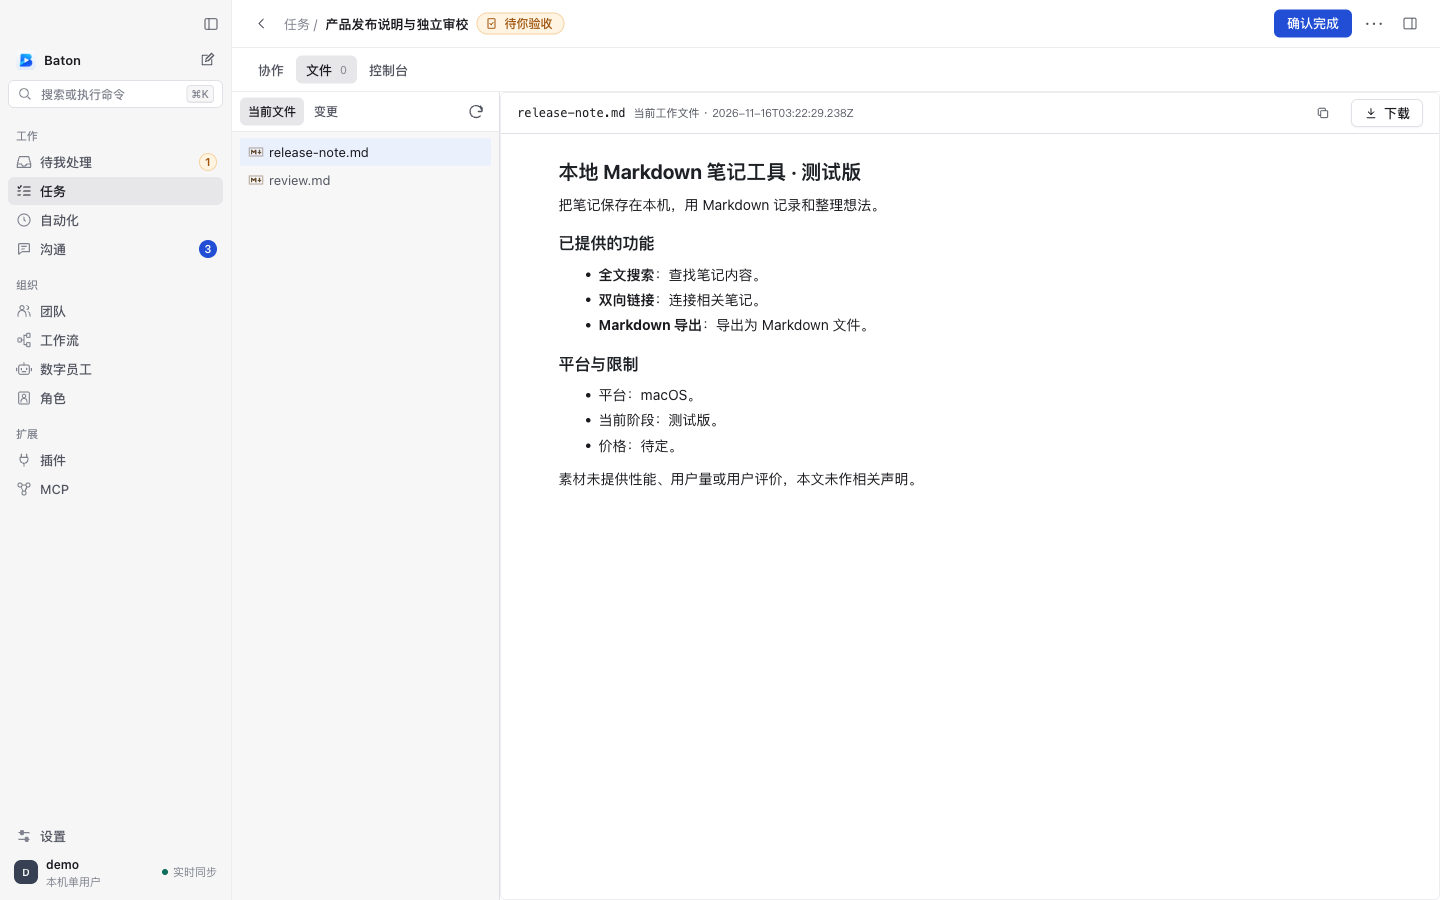 任务 / 产品发布说明与独立审校 待你验收
确认完成
Baton
搜索或执行命令 ⌘K
工作
待我处理 1
任务
自动化
沟通 3
组织
团队
工作流
数字员工
角色
扩展
插件
MCP
设置
D
demo
本机单用户
实时同步
协作 文件 0 控制台
当前文件 变更
release-note.md
review.md
release-note.md 当前工作文件 · 2026-11-16T03:22:29.238Z
下载
本地 Markdown 笔记工具 · 测试版
把笔记保存在本机，用 Markdown 记录和整理想法。
已提供的功能
• 全文搜索：查找笔记内容。
• 双向链接：连接相关笔记。
• Markdown 导出：导出为 Markdown 文件。
平台与限制
• 平台：macOS。
• 当前阶段：测试版。
• 价格：待定。
素材未提供性能、用户量或用户评价，本文未作相关声明。